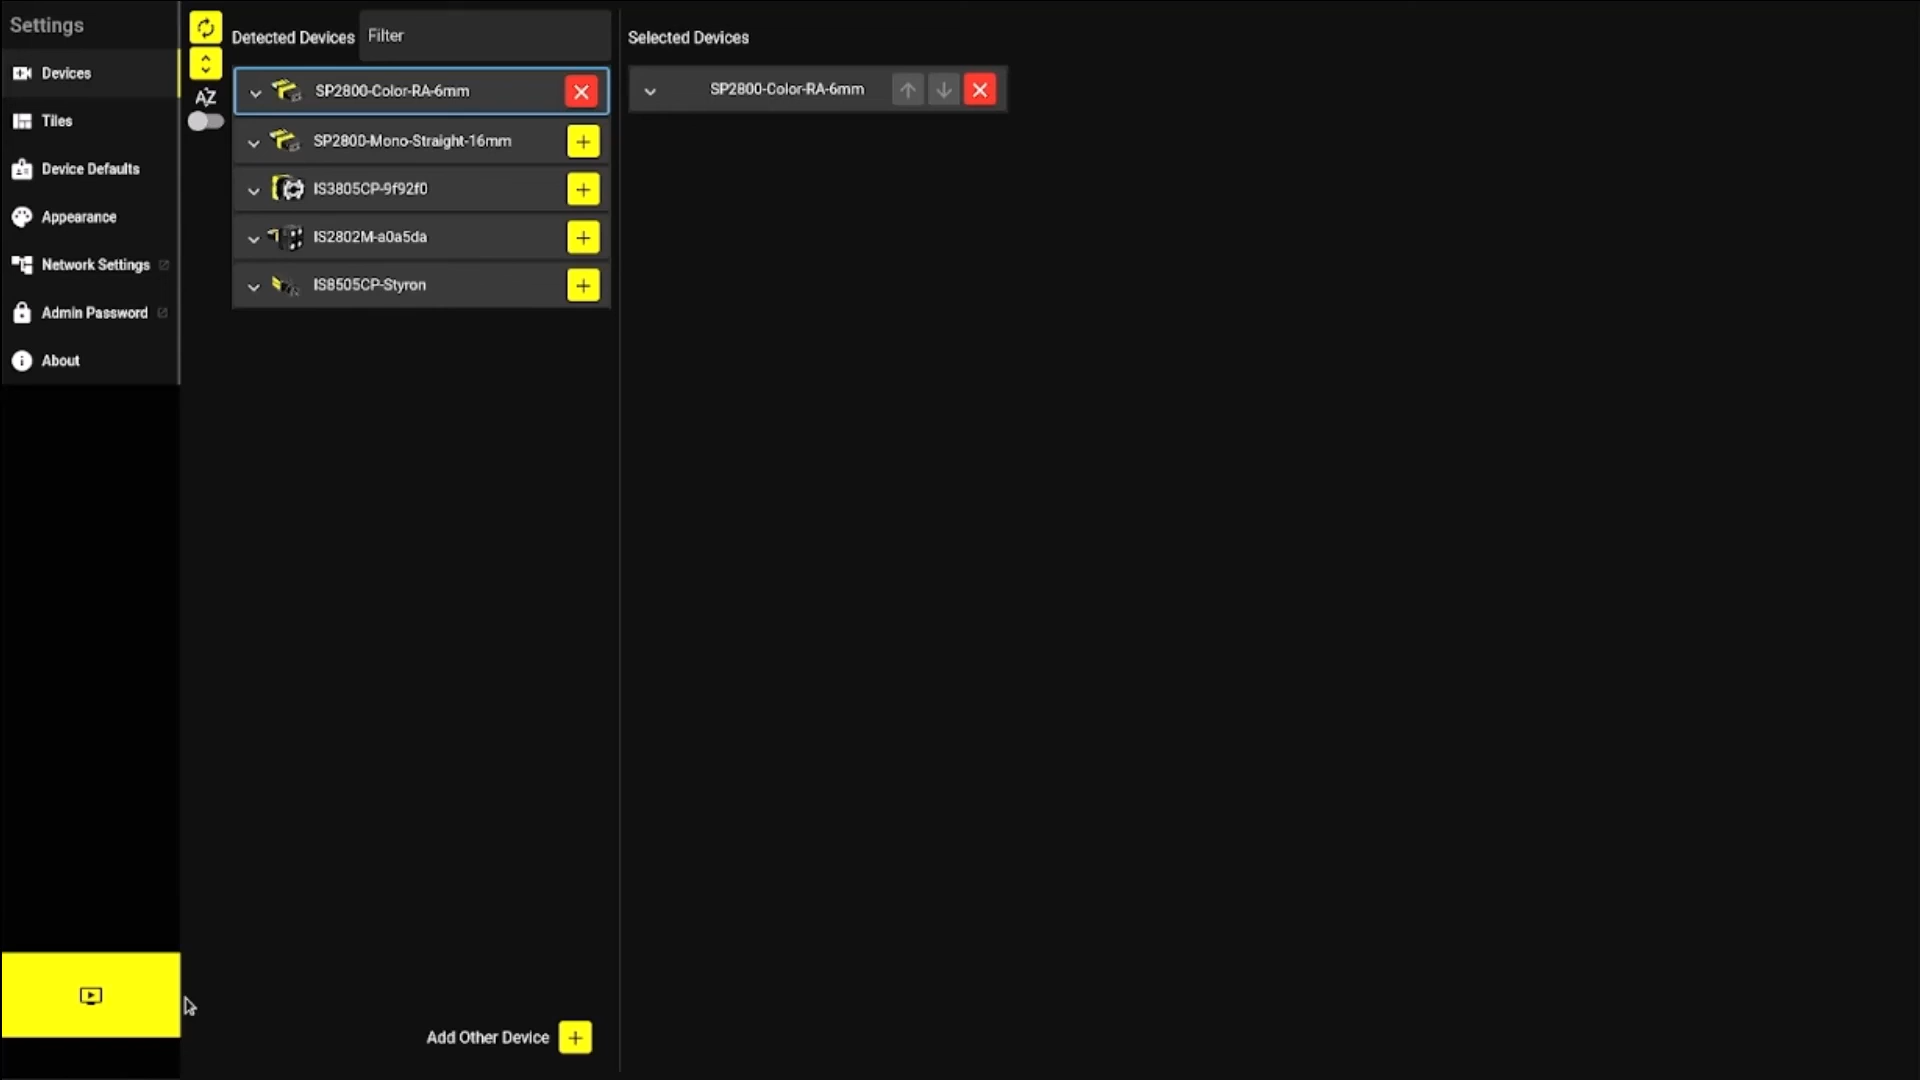 Settings
Devices
Tiles
Device Defaults
Appearance
Network Settings
Admin Password
About
AZ
Detected Devices
Filter
SP2800-Color-RA-6mm
SP2800-Mono-Straight-16mm
IS3805CP-9f92f0
IS2802M-a0a5da
IS8505CP-Styron
Add Other Device
Selected Devices
SP2800-Color-RA-6mm